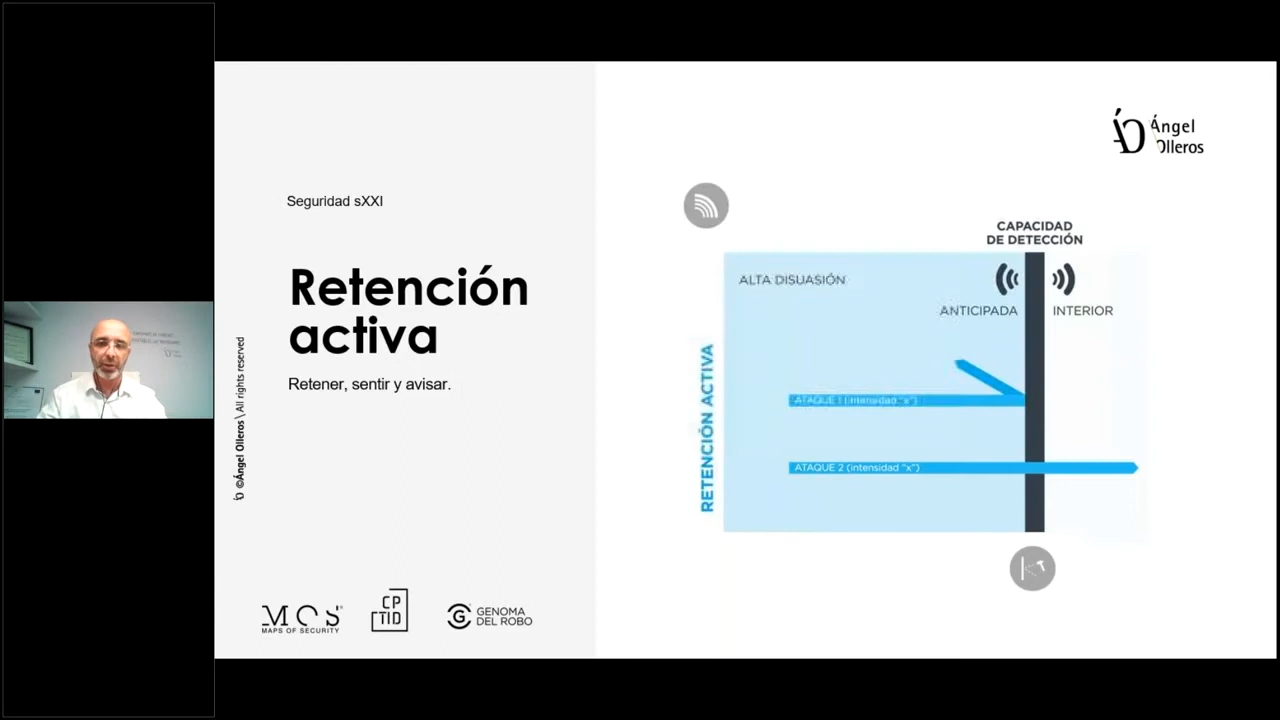 Seguridad sXXI
Retención
activa
Retener, sentir y avisar.
©Ángel Olleros \ All rights reserved
MOS
MAPS OF SECURITY
CP
TID
GENOMA
DEL ROBO
Ángel
Olleros
CAPACIDAD
DE DETECCIÓN
ALTA DISUASIÓN
ANTICIPADA
INTERIOR
RETENCIÓN ACTIVA
ATAQUE 1 (intensidad "x")
ATAQUE 2 (intensidad "x")